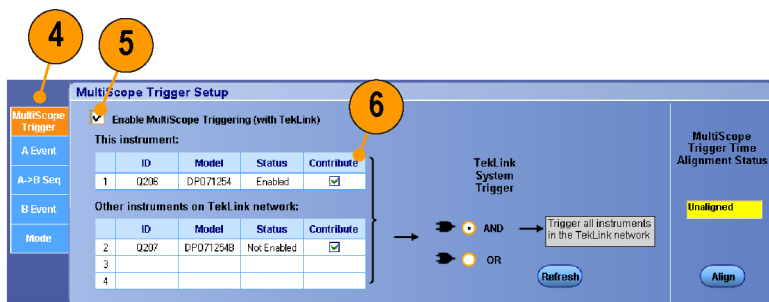 4
5
6
MultiScope Trigger Setup
MultiScope
Trigger
A Event
A->B Seq
B Event
Mode
Enable MultiScope Triggering (with TekLink)
This instrument:
ID Model Status Contribute
1 Q206 DPO71254 Enabled
Other instruments on TekLink network:
ID Model Status Contribute
2 Q207 DPO71254B Not Enabled
3
4
TekLink
System
Trigger
AND
OR
Trigger all instruments
in the TekLink network
Refresh
MultiScope
Trigger Time
Alignment Status
Unaligned
Align